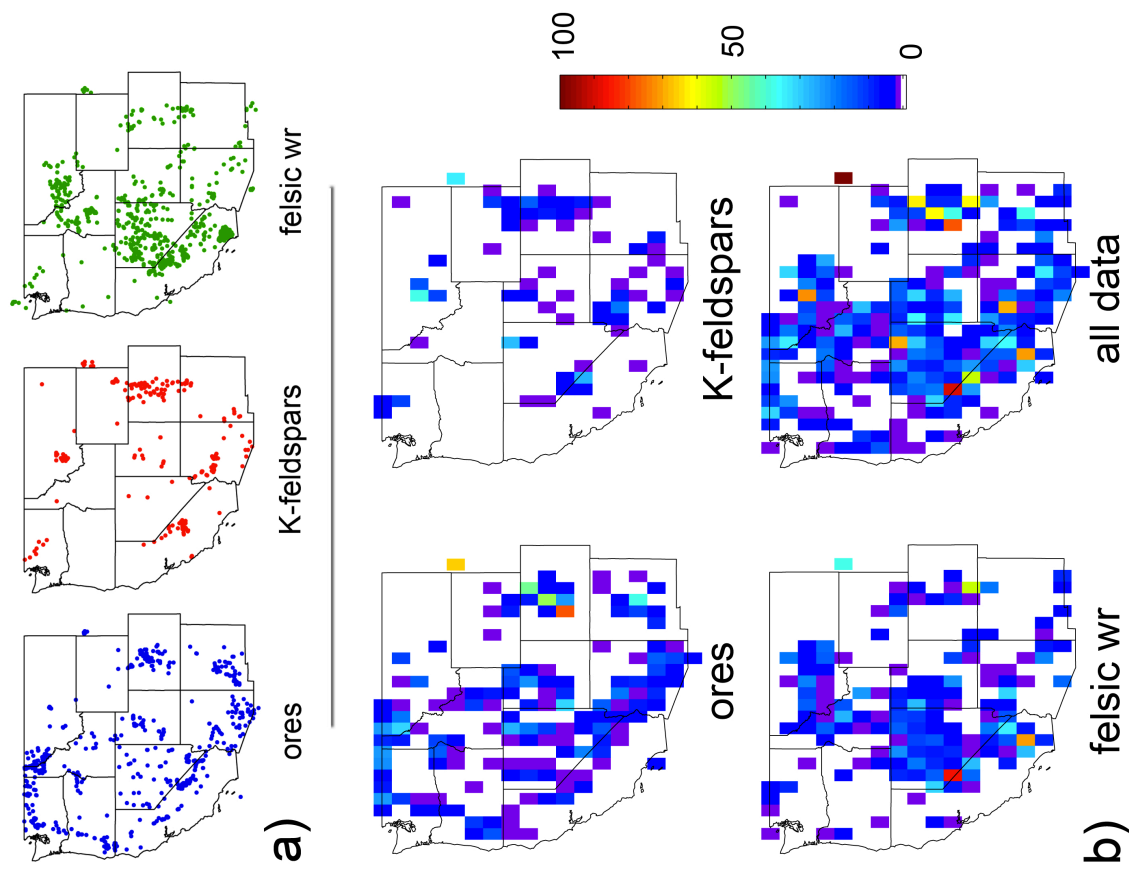 a)
ores
K-feldspars
felsic wr
ores
K-feldspars
100
50
0
b)
felsic wr
all data